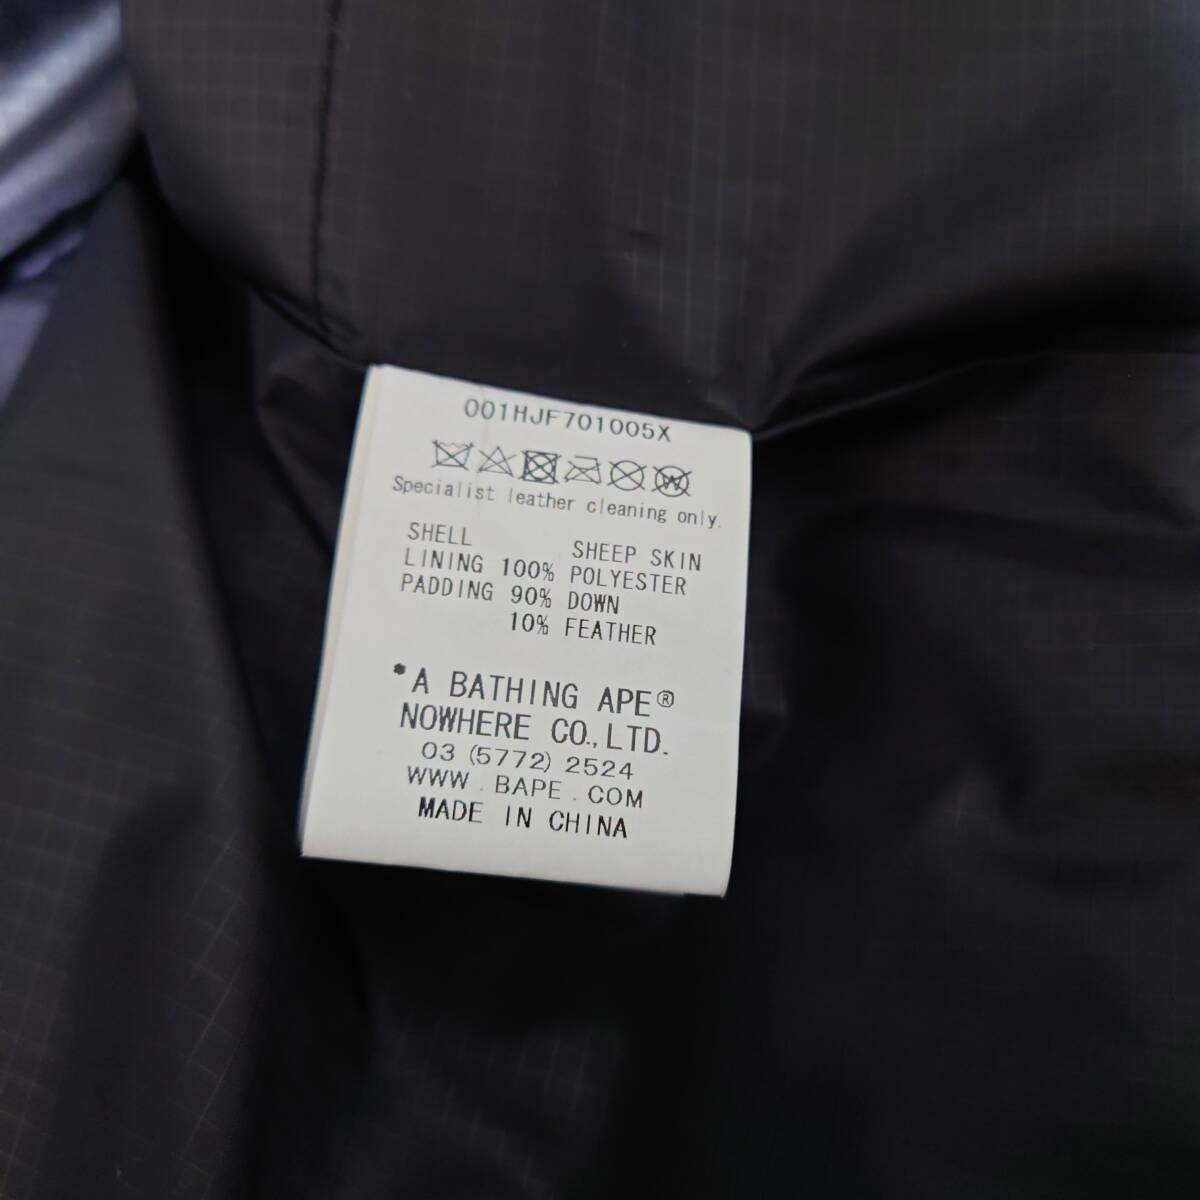 001HJF701005X
W
Specialist leather cleaning only.
SHELL SHEEP SKIN
LINING 100% POLYESTER
PADDING 90% DOWN
10% FEATHER
*A BATHING APE®
NOWHERE CO.,LTD.
03 (5772) 2524
WWW.BAPE.COM
MADE IN CHINA